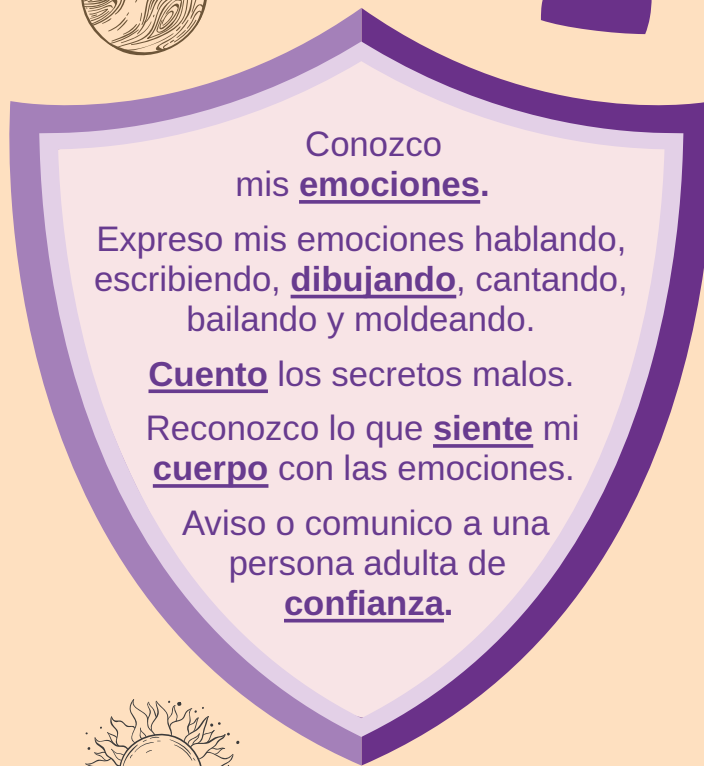 Conozco
mis emociones.
Expreso mis emociones hablando,
escribiendo, dibujando, cantando,
bailando y moldeando.
Cuento los secretos malos.
Reconozco lo que siente mi
cuerpo con las emociones.
Aviso o comunico a una
persona adulta de
confianza.